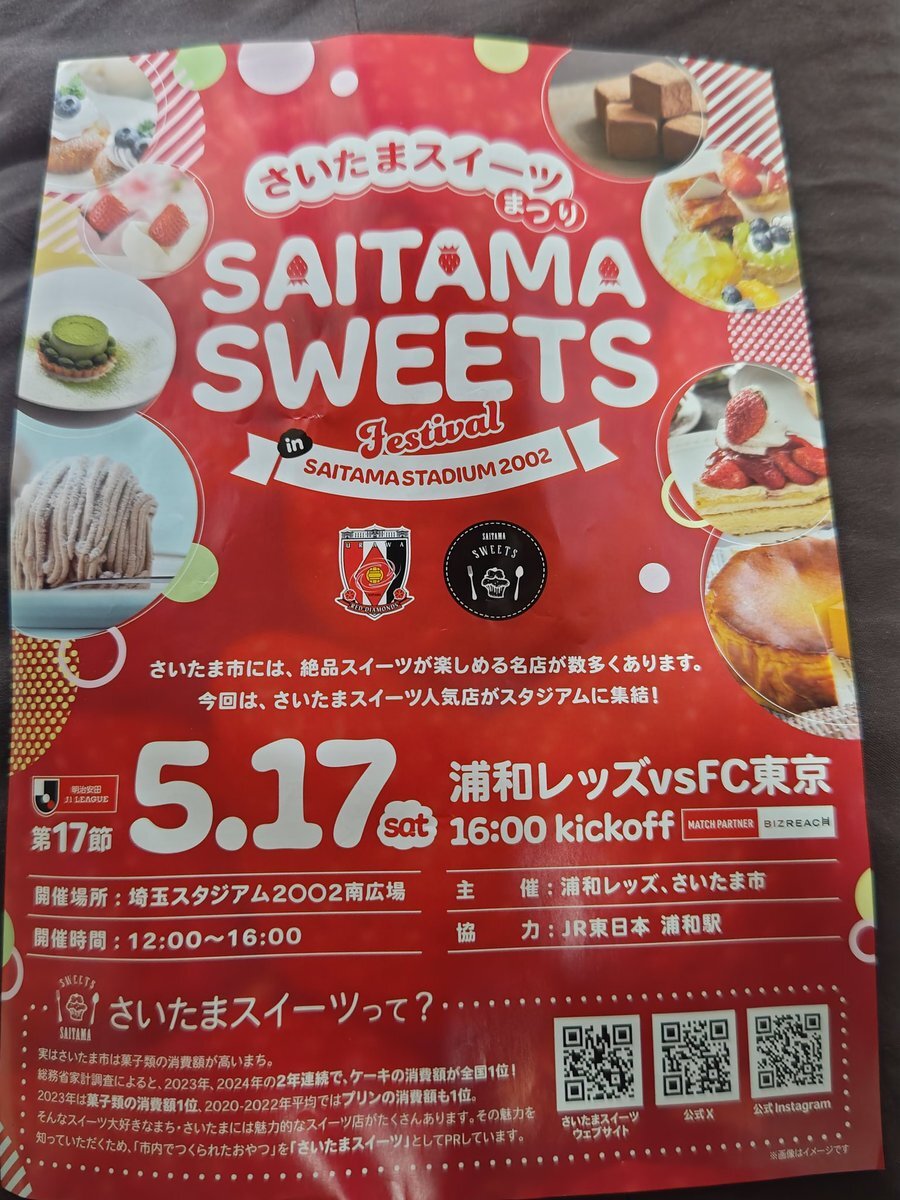 さいたまスイーツ
まつり
SAITAMA
SWEETS
Festival
in
SAITAMA STADIUM 2002
URAWA
RED DIAMONDS
SAITAMA
SWEETS
さいたま市には、絶品スイーツが楽しめる名店が数多くあります。
今回は、さいたまスイーツ人気店がスタジアムに集結!
明治安田
J1 LEAGUE
第17節
5.17 sat
浦和レッズvsFC東京
16:00 kickoff
MATCH PARTNER
BIZREACH
開催場所:埼玉スタジアム2002南広場
主 催:浦和レッズ、さいたま市
開催時間:12:00〜16:00
協 力:JR東日本 浦和駅
SWEETS
SAITAMA
さいたまスイーツって?
実はさいたま市は菓子類の消費額が高いまち。
総務省家計調査によると、2023年、2024年の2年連続で、ケーキの消費額が全国1位!
2023年は菓子類の消費額1位、2020-2022年平均ではプリンの消費額も1位。
そんなスイーツ大好きなまち・さいたまには魅力的なスイーツ店がたくさんあります。その魅力を
知っていただくため、「市内でつくられたおやつ」を「さいたまスイーツ」としてPRしています。
さいたまスイーツ
ウェブサイト
公式X
公式Instagram
※画像はイメージです